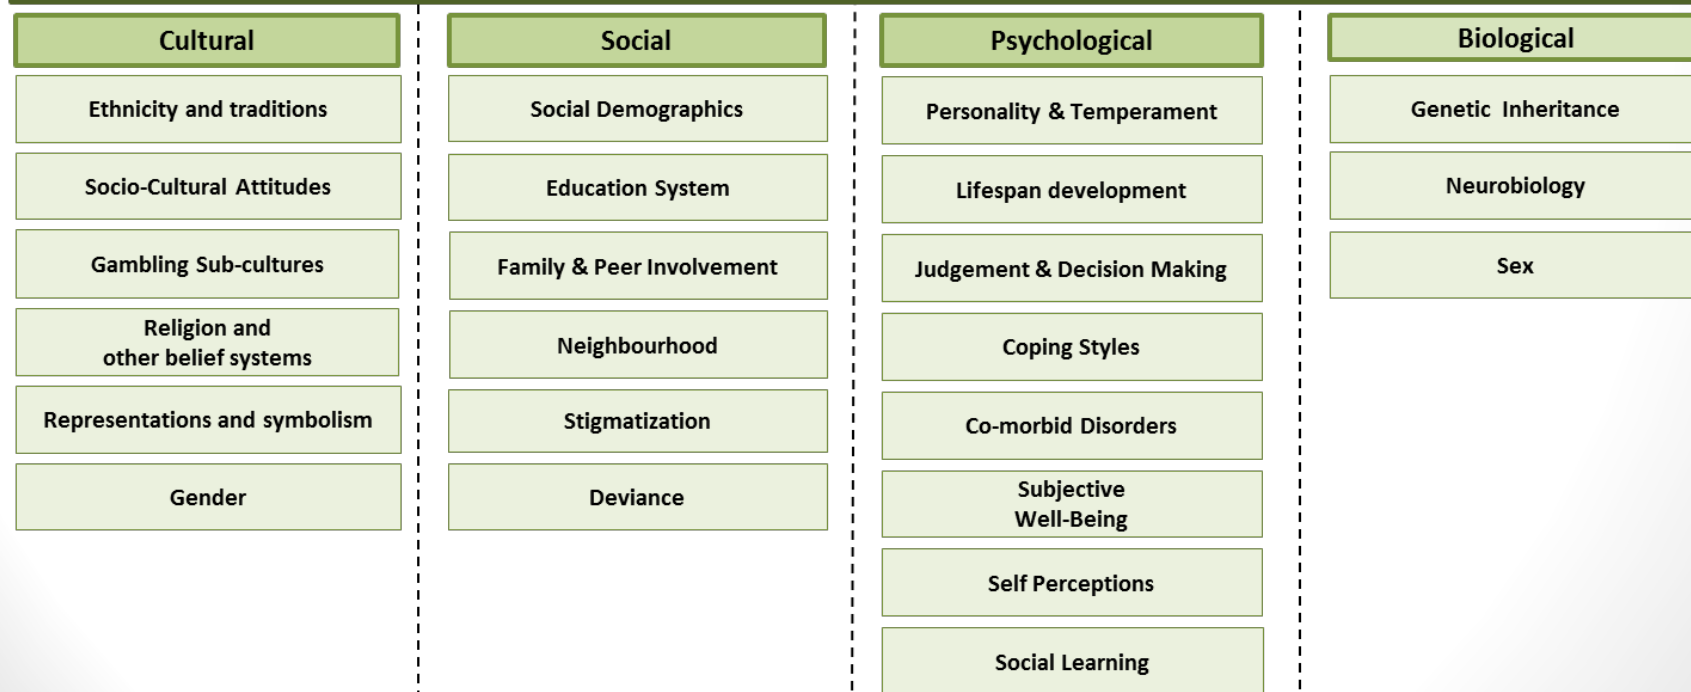 Cultural
Ethnicity and traditions
Socio-Cultural Attitudes
Gambling Sub-cultures
Religion and
other belief systems
Representations and symbolism
Gender
Social
Social Demographics
Education System
Family & Peer Involvement
Neighbourhood
Stigmatization
Deviance
Psychological
Personality & Temperament
Lifespan development
Judgement & Decision Making
Coping Styles
Co-morbid Disorders
Subjective
Well-Being
Self Perceptions
Social Learning
Biological
Genetic Inheritance
Neurobiology
Sex